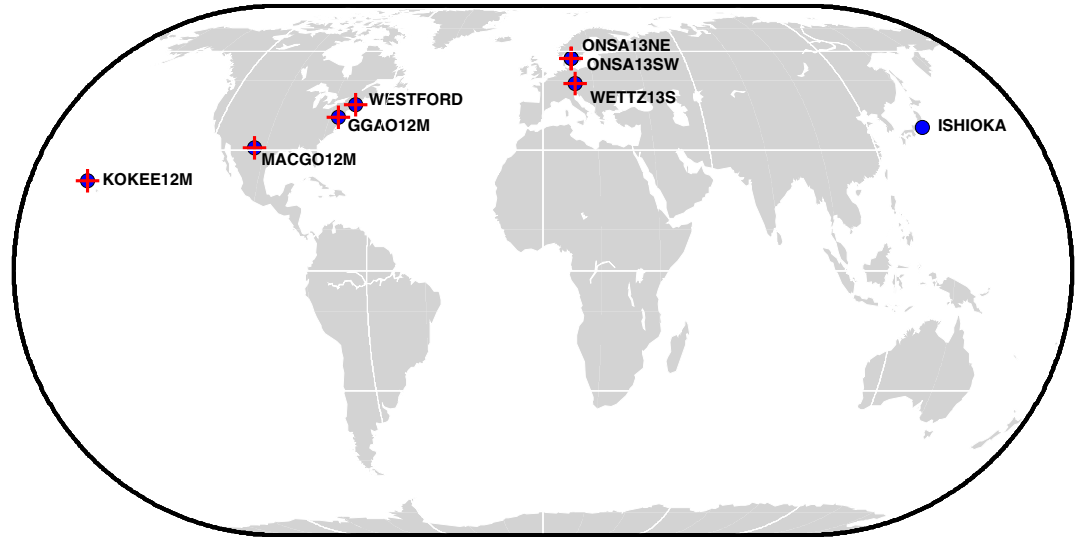 ONSA13NE
ONSA13SW
WETTZ13S
WESTFORD
GGAO12M
ISHIOKA
MACGO12M
KOKEE12M